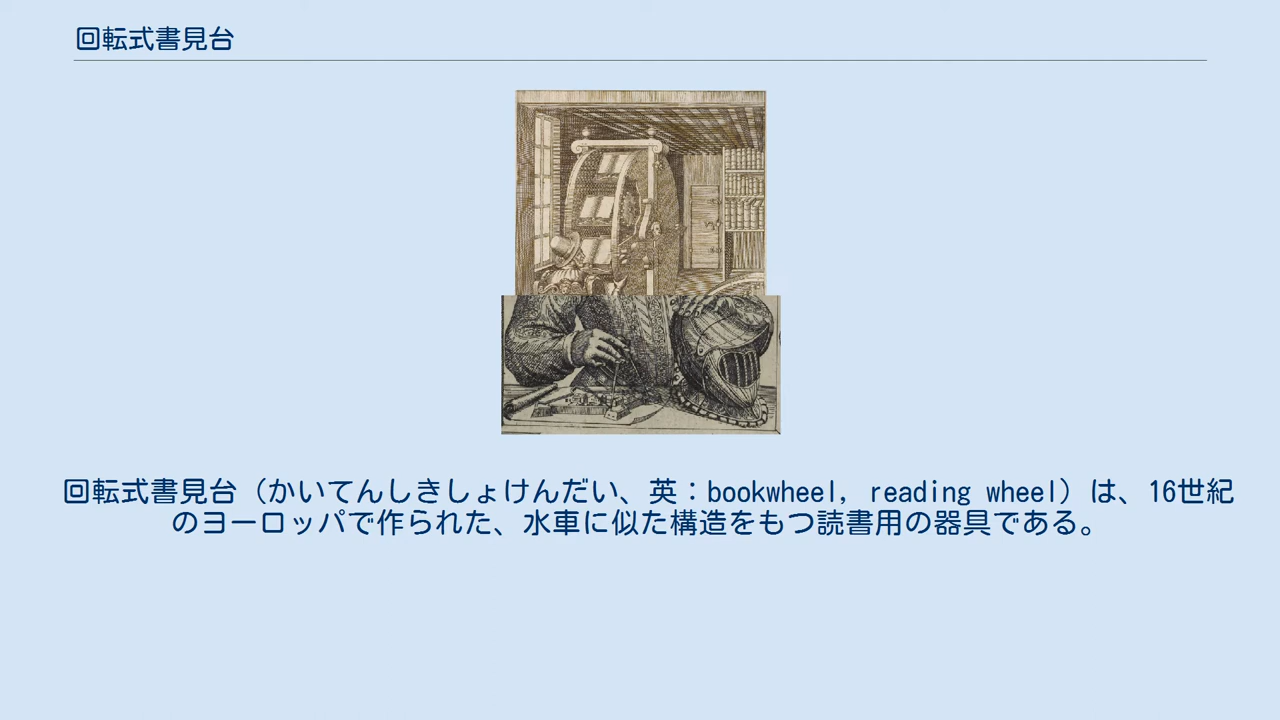 回転式書見台
回転式書見台（かいてんしきしょけんだい、英：bookwheel, reading wheel）は、16世紀
のヨーロッパで作られた、水車に似た構造をもつ読書用の器具である。